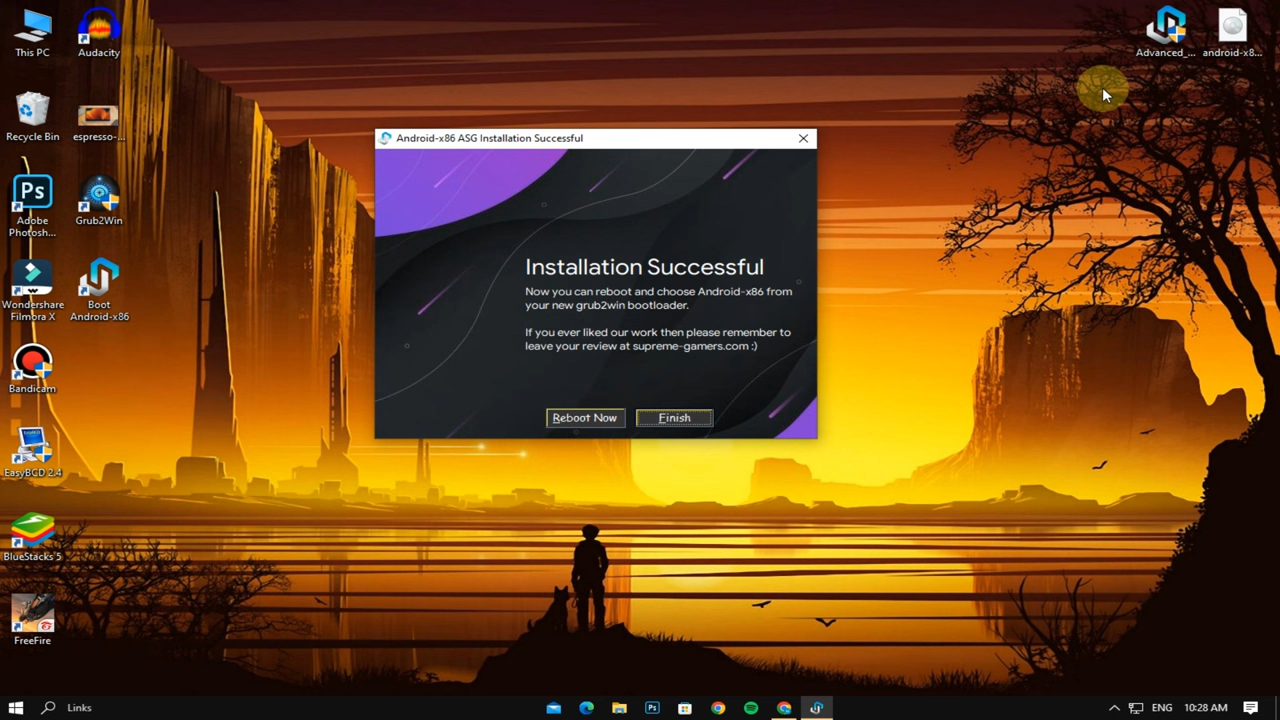 This PC
Audacity
Recycle Bin
espresso-...
Ps
Adobe
Photosh...
Grub2Win
Wondershare
Filmora X
Boot
Android-x86
Bandicam
EasyBCD 2.4
BlueStacks 5
FreeFire
Advanced_...
android-x8...
Android-x86 ASG Installation Successful
Installation Successful
Now you can reboot and choose Android-x86 from
your new grub2win bootloader.
If you ever liked our work then please remember to
leave your review at supreme-gamers.com :)
Reboot Now
Finish
Links
Ps
ENG
10:28 AM